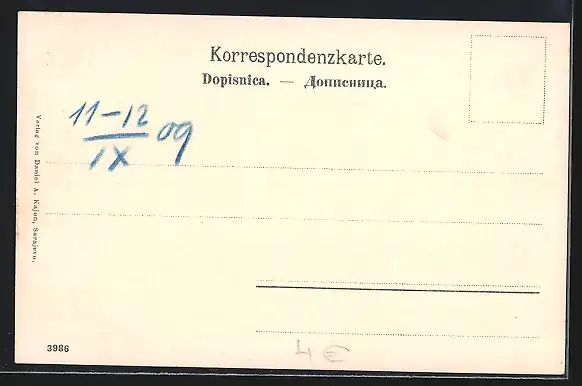 Korrespondenzkarte.
Dopisnica. — Дописница.
11-12 09
IX
Verlag von Daniel A. Kajon, Sarajevo.
3986
4€